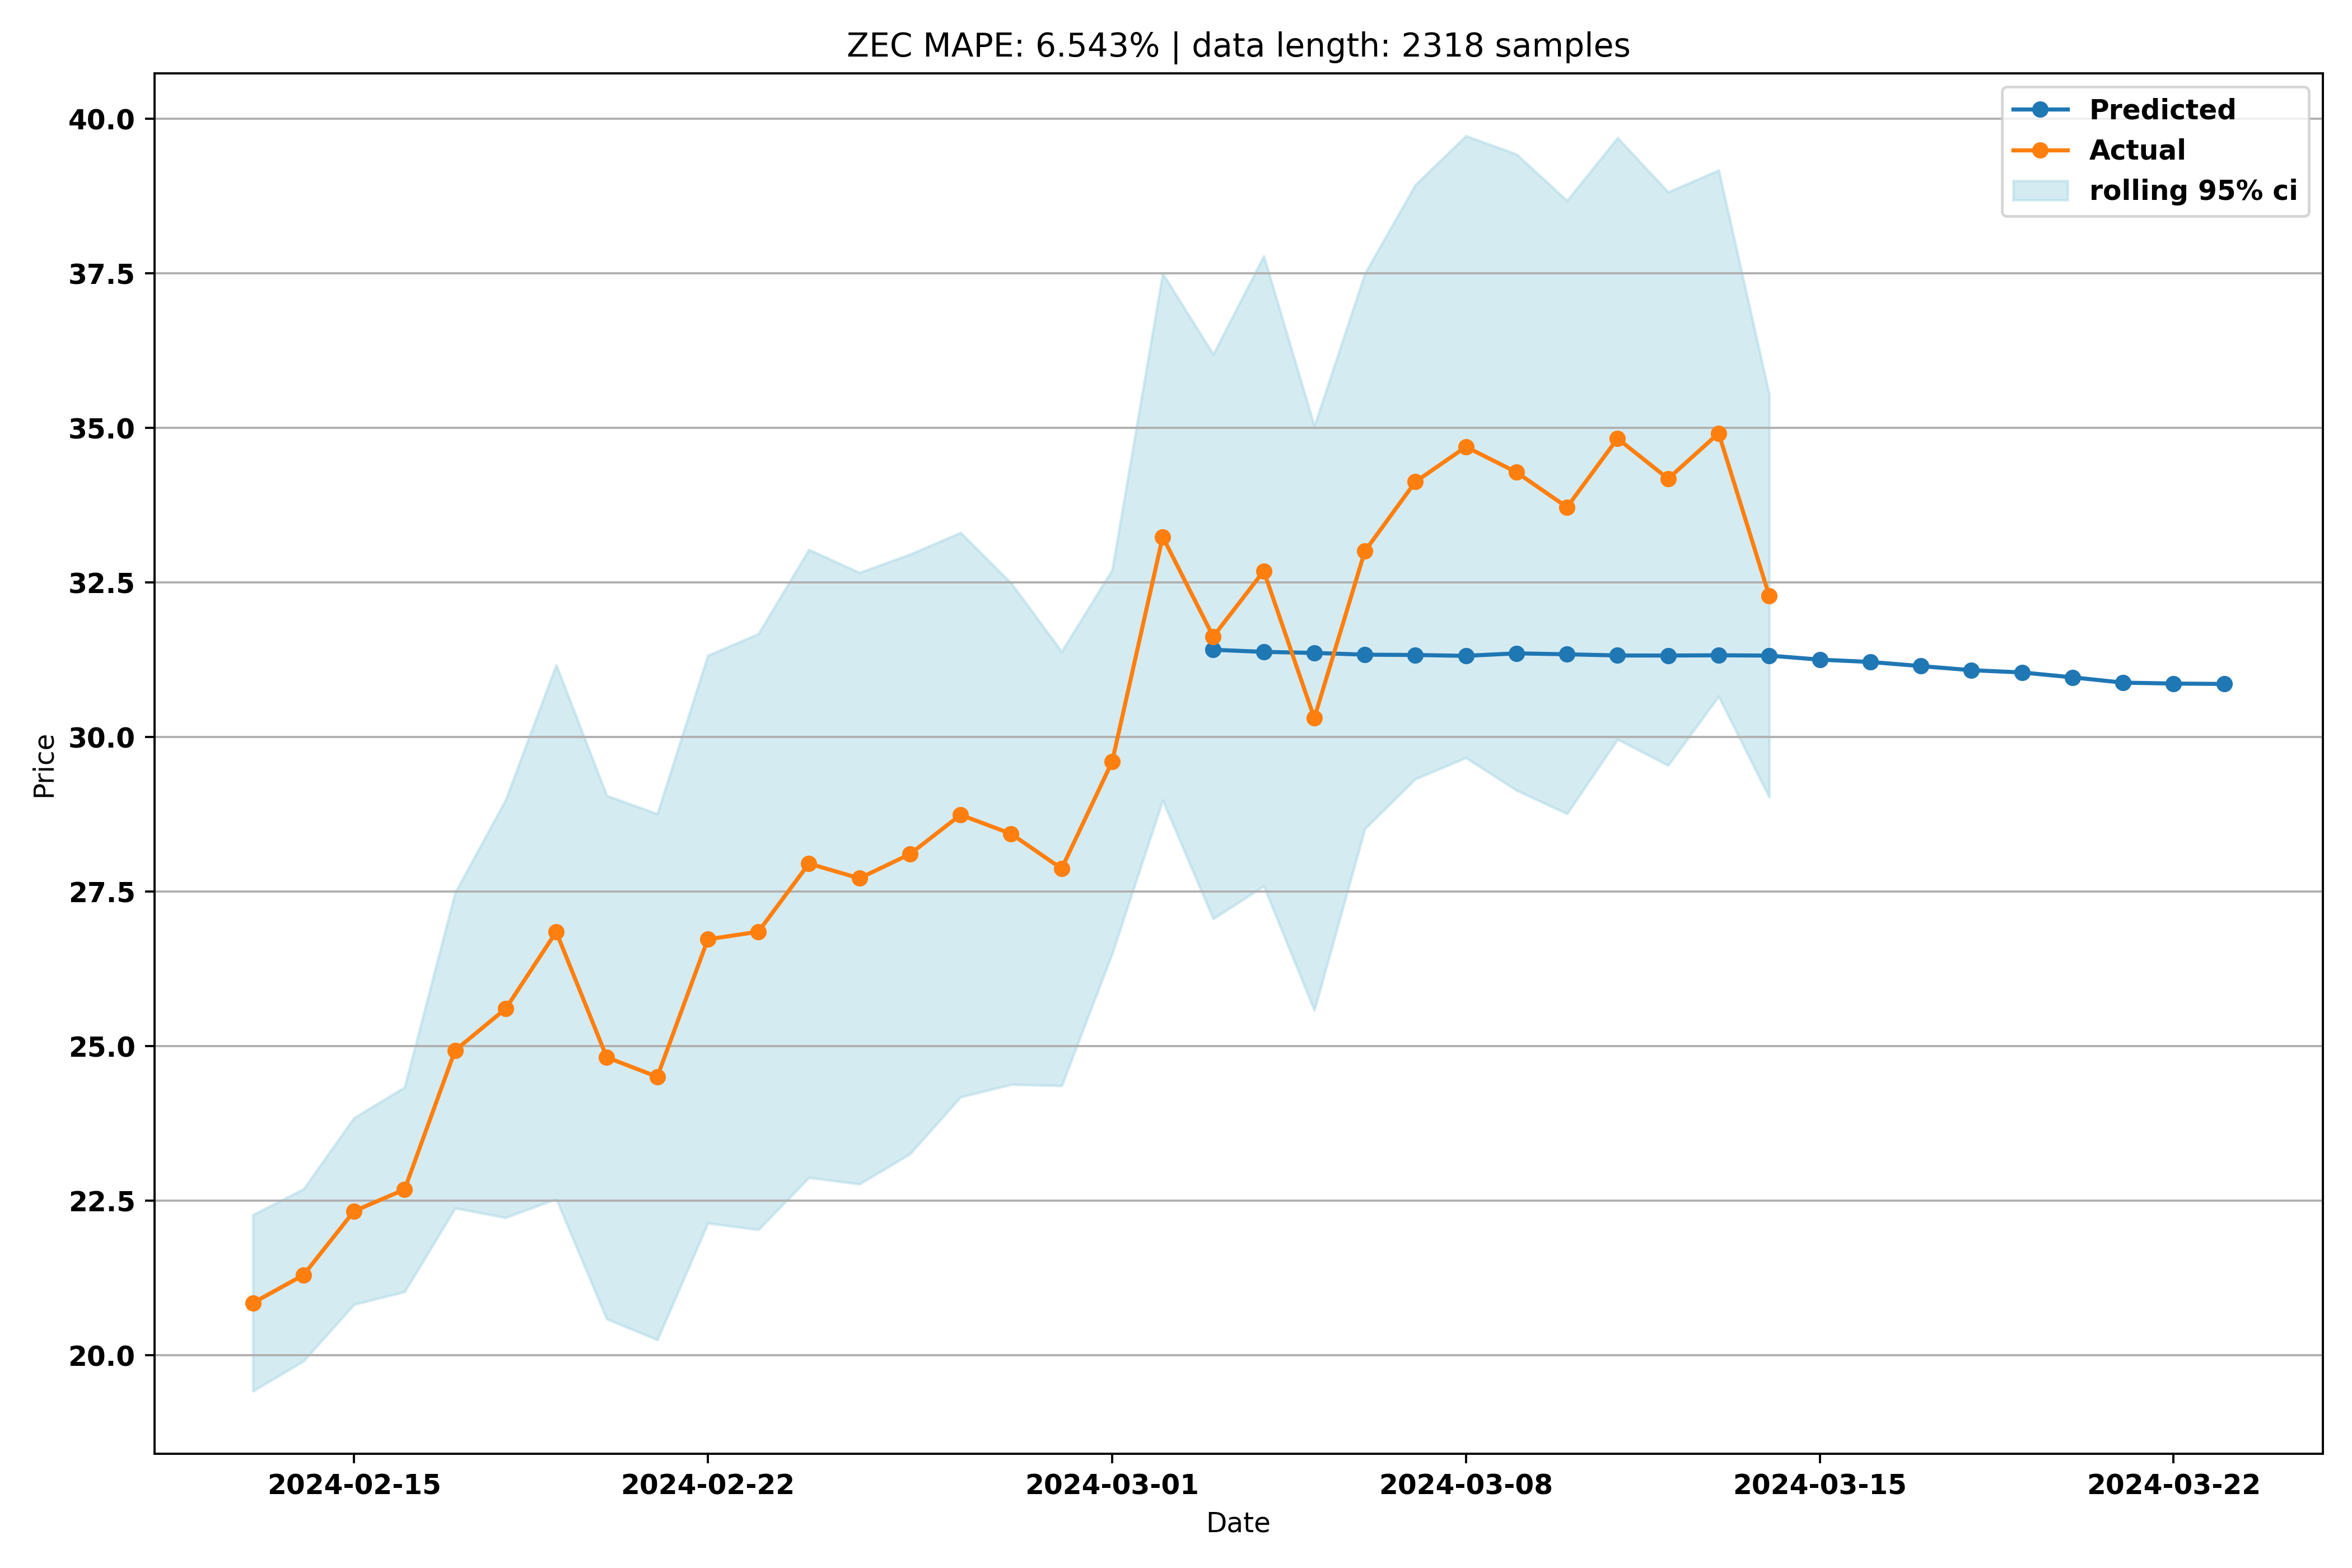 ZEC MAPE: 6.543% | data length: 2318 samples
Predicted
Actual
rolling 95% ci
40.0
37.5
35.0
32.5
30.0
27.5
25.0
22.5
20.0
Price
2024-02-15 2024-02-22 2024-03-01 2024-03-08 2024-03-15 2024-03-22
Date